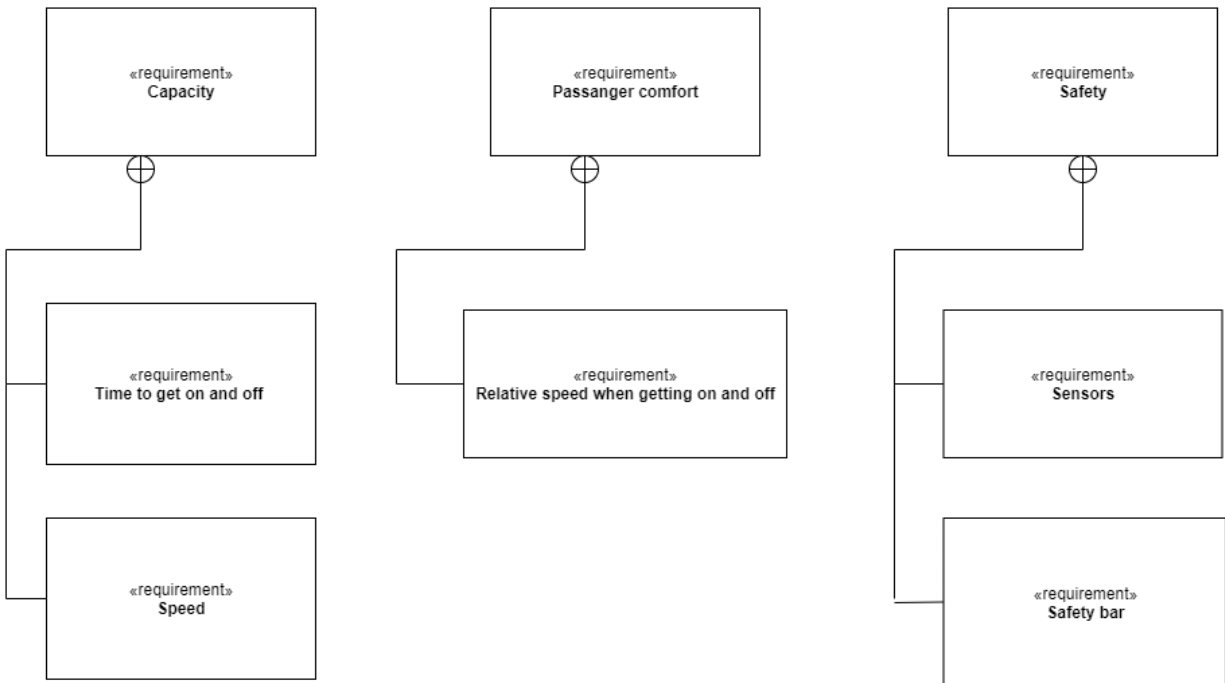 «requirement»
Capacity
«requirement»
Passanger comfort
«requirement»
Safety
«requirement»
Time to get on and off
«requirement»
Relative speed when getting on and off
«requirement»
Sensors
«requirement»
Speed
«requirement»
Safety bar